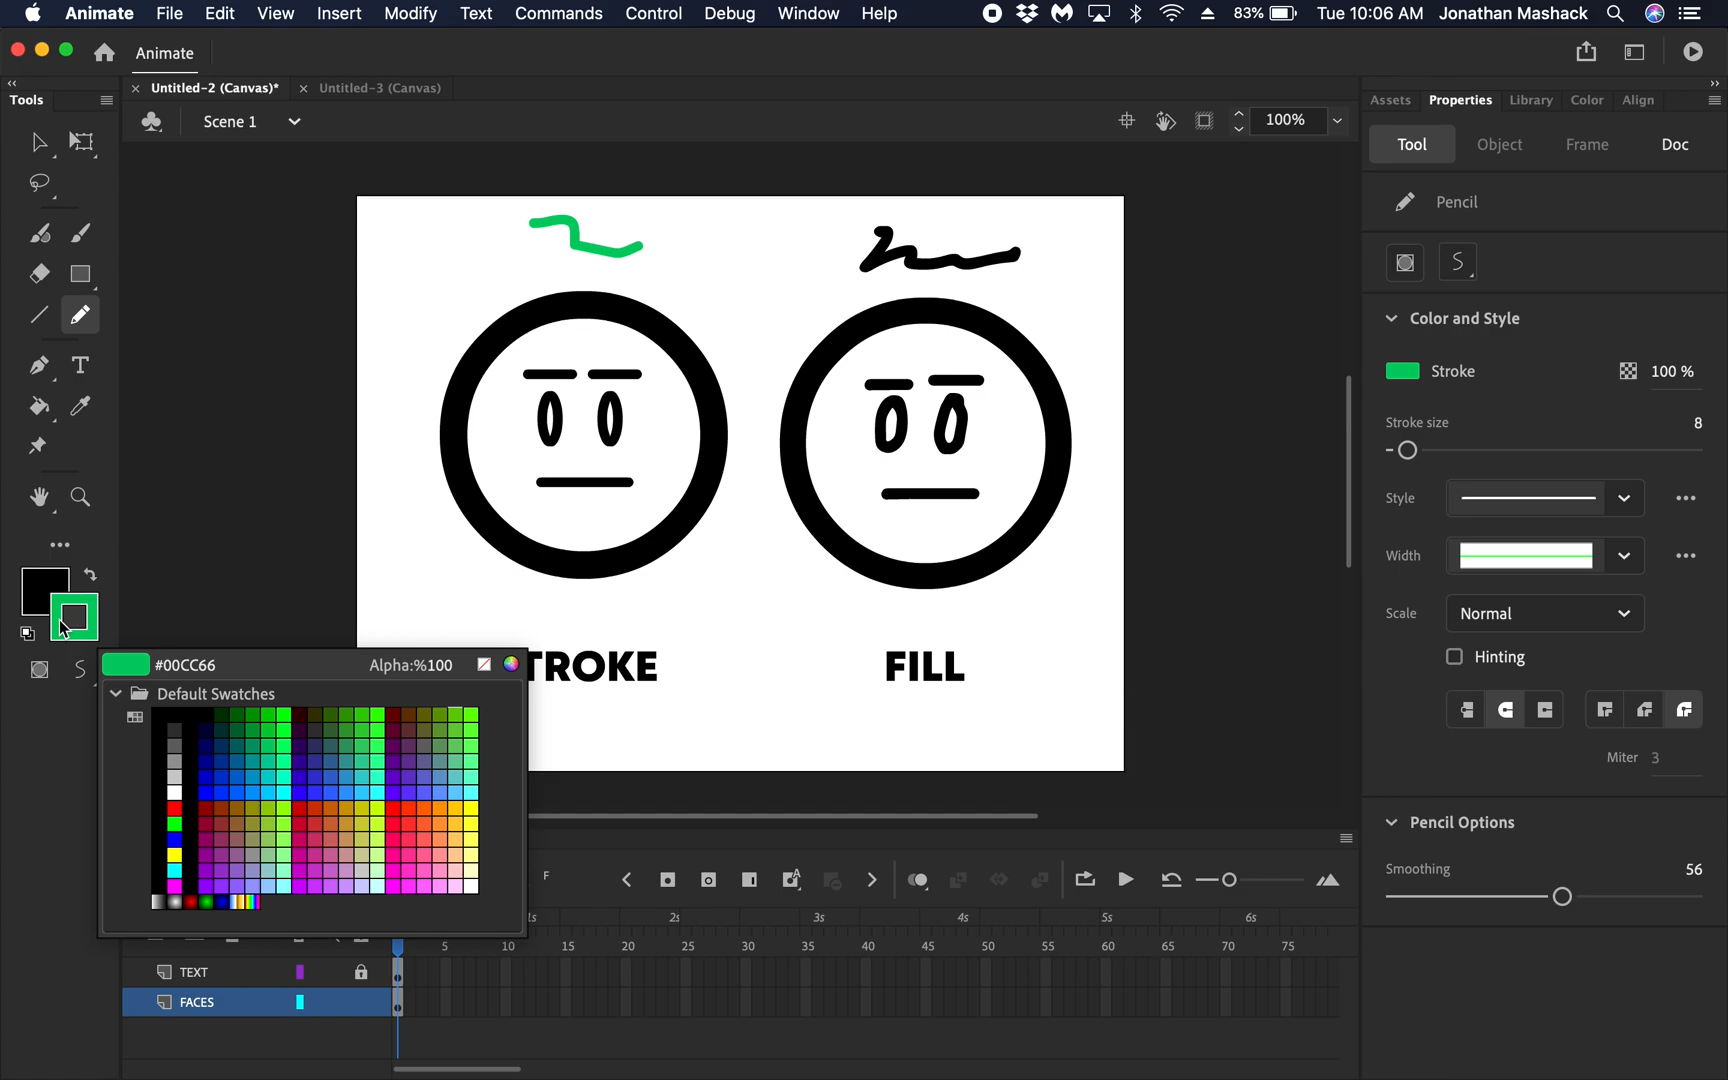 Animate File Edit View Insert Modify Text Commands Control Debug Window Help 83% Tue 10:06 AM Jonathan Mashack
Animate
Tools
Untitled-2 (Canvas)* Untitled-3 (Canvas)
Assets Properties Library Color Align
Scene 1
100%
Tool Object Frame Doc
Pencil
Color and Style
Stroke 100 %
Stroke size 8
Style
Width
Scale Normal
Hinting
#00CC66 Alpha:%100
TROKE FILL
Default Swatches
Miter 3
Pencil Options
Smoothing 56
F
1s 2s 3s 4s 5s 6s
5 10 15 20 25 30 35 40 45 50 55 60 65 70 75
TEXT
FACES